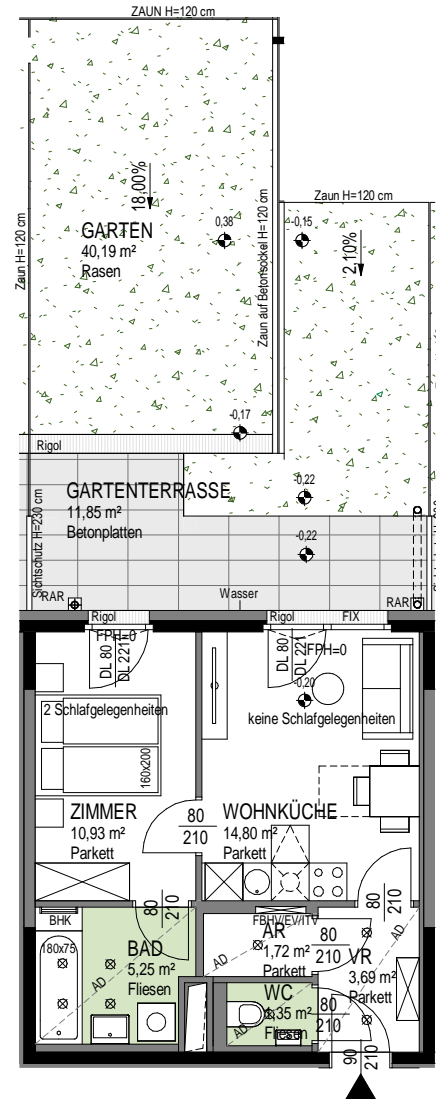 ZAUN H=120 cm
Zaun H=120 cm
18,00%
GARTEN
40,19 m²
Rasen
0,38
Zaun auf Betonsockel H=120 cm
Zaun H=120 cm
-0,15
2,10%
-0,17
Rigol
GARTENTERRASSE
11,85 m²
Betonplatten
-0,22
-0,22
Sichtschutz H=230 cm
RAR
Wasser
RAR
Rigol
Rigol
FIX
FPH=0
FPH=0
DL 80
DL 221
DL 80
DL 221
-0,20
2 Schlafgelegenheiten
keine Schlafgelegenheiten
160x200
ZIMMER
10,93 m²
Parkett
80
210
WOHNKÜCHE
14,80 m²
Parkett
80
210
80
210
BHK
180x75
AD
BAD
5,25 m²
Fliesen
FBHV/EV/ITV
AR
1,72 m²
Parkett
AD
80
210
AD
VR
3,69 m²
Parkett
WC
1,35 m²
Fliesen
AD
80
210
90
210